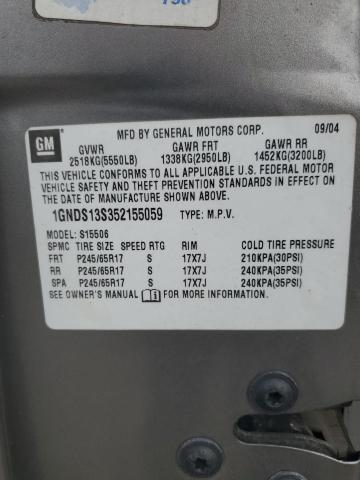 GM
MFD BY GENERAL MOTORS CORP. 09/04
GVWR GAWR FRT GAWR RR
2518KG(5550LB) 1338KG(2950LB) 1452KG(3200LB)
THIS VEHICLE CONFORMS TO ALL APPLICABLE U.S. FEDERAL MOTOR
VEHICLE SAFETY AND THEFT PREVENTION STANDARDS IN EFFECT ON
THE DATE OF MANUFACTURE SHOWN ABOVE.
1GNDS13S352155059 TYPE: M.P.V.
MODEL: S15506
SPMC TIRE SIZE SPEED RTG RIM COLD TIRE PRESSURE
FRT P245/65R17 S 17X7J 210KPA(30PSI)
RR P245/65R17 S 17X7J 240KPA(35PSI)
SPA P245/65R17 S 17X7J 240KPA(35PSI)
SEE OWNER'S MANUAL FOR MORE INFORMATION.